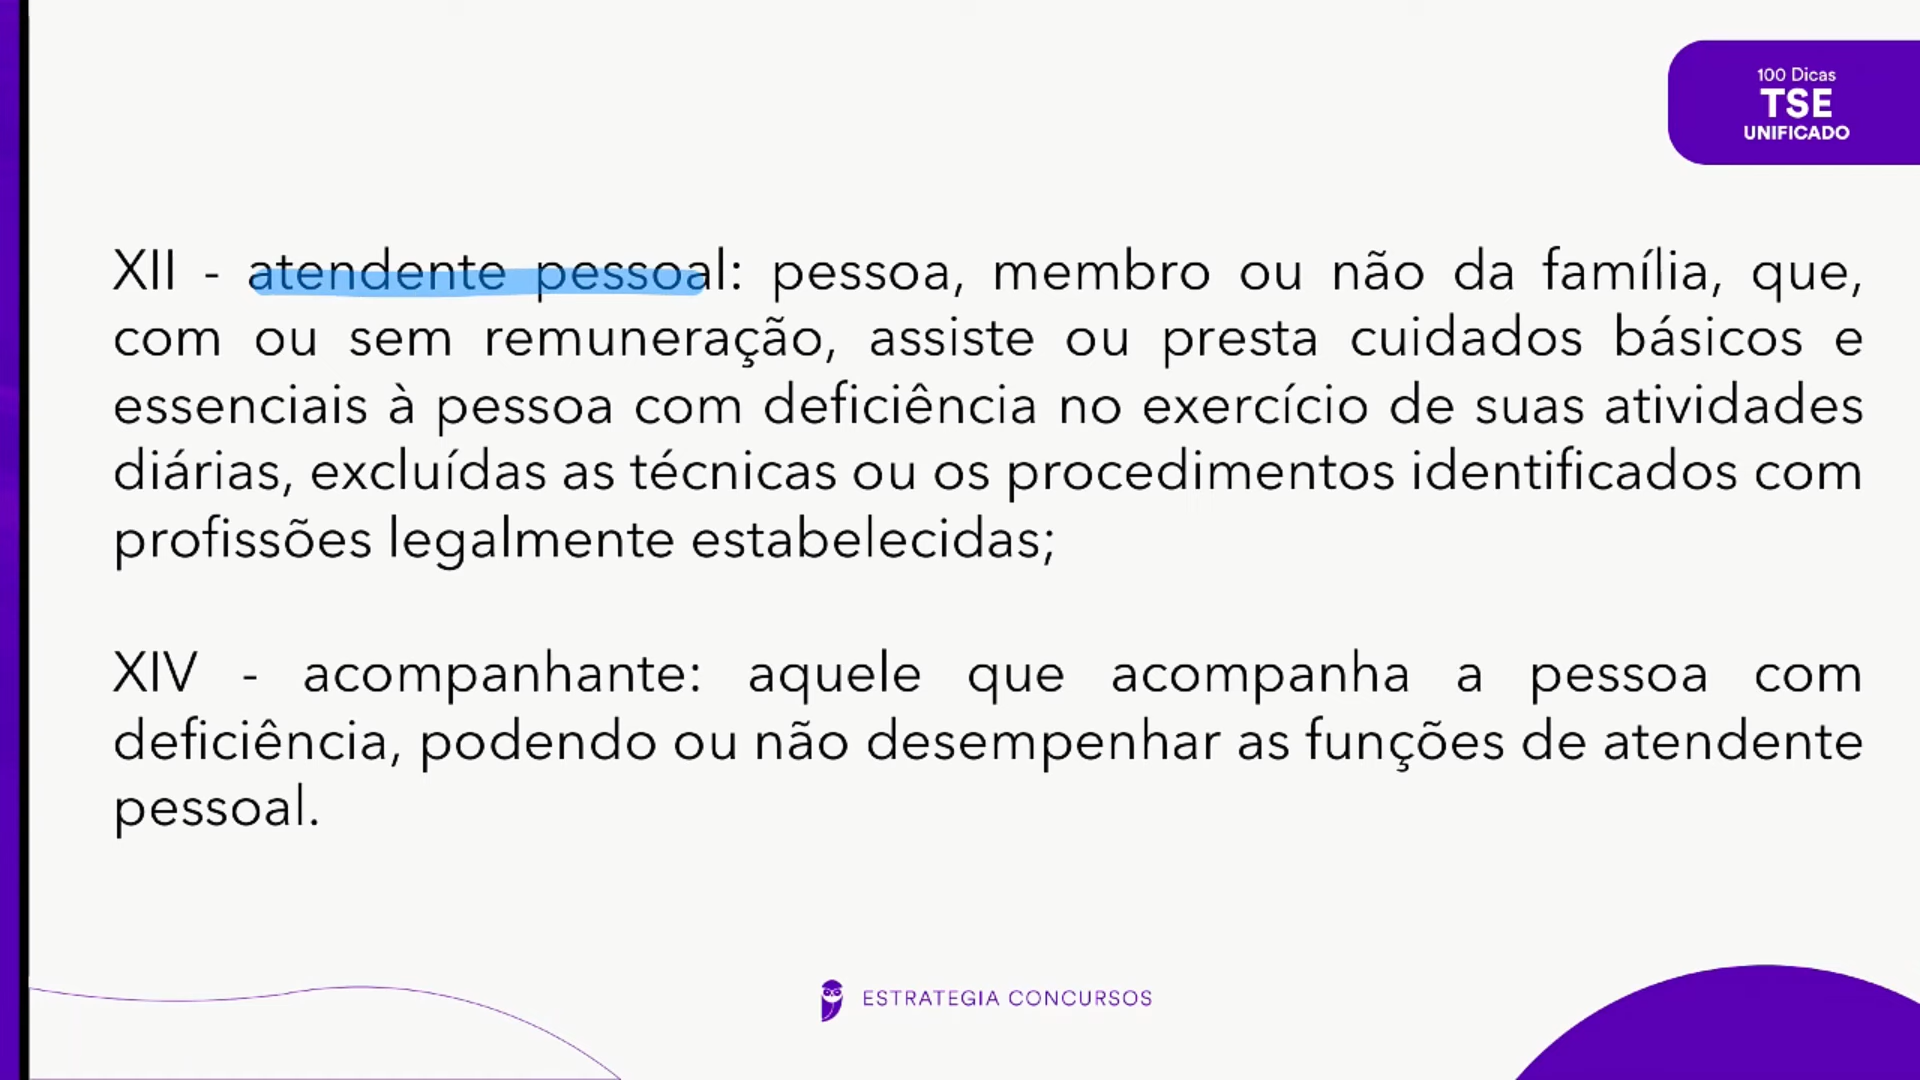 100 Dicas
TSE
UNIFICADO
XII - atendente pessoal: pessoa, membro ou não da família, que,
com ou sem remuneração, assiste ou presta cuidados básicos e
essenciais à pessoa com deficiência no exercício de suas atividades
diárias, excluídas as técnicas ou os procedimentos identificados com
profissões legalmente estabelecidas;
XIV - acompanhante: aquele que acompanha a pessoa com
deficiência, podendo ou não desempenhar as funções de atendente
pessoal.
ESTRATEGIA CONCURSOS